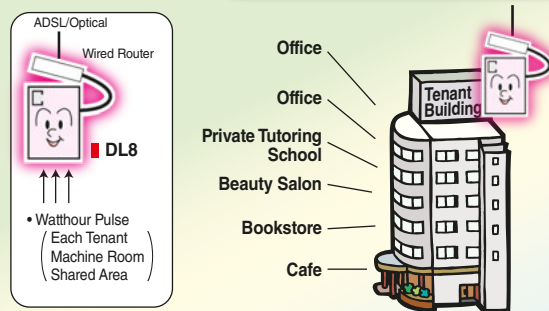 ADSL/Optical
Wired Router
C
DL8
• Watthour Pulse
( Each Tenant
Machine Room
Shared Area )
Office
Office
Private Tutoring
School
Beauty Salon
Bookstore
Cafe
C
Tenant
Building